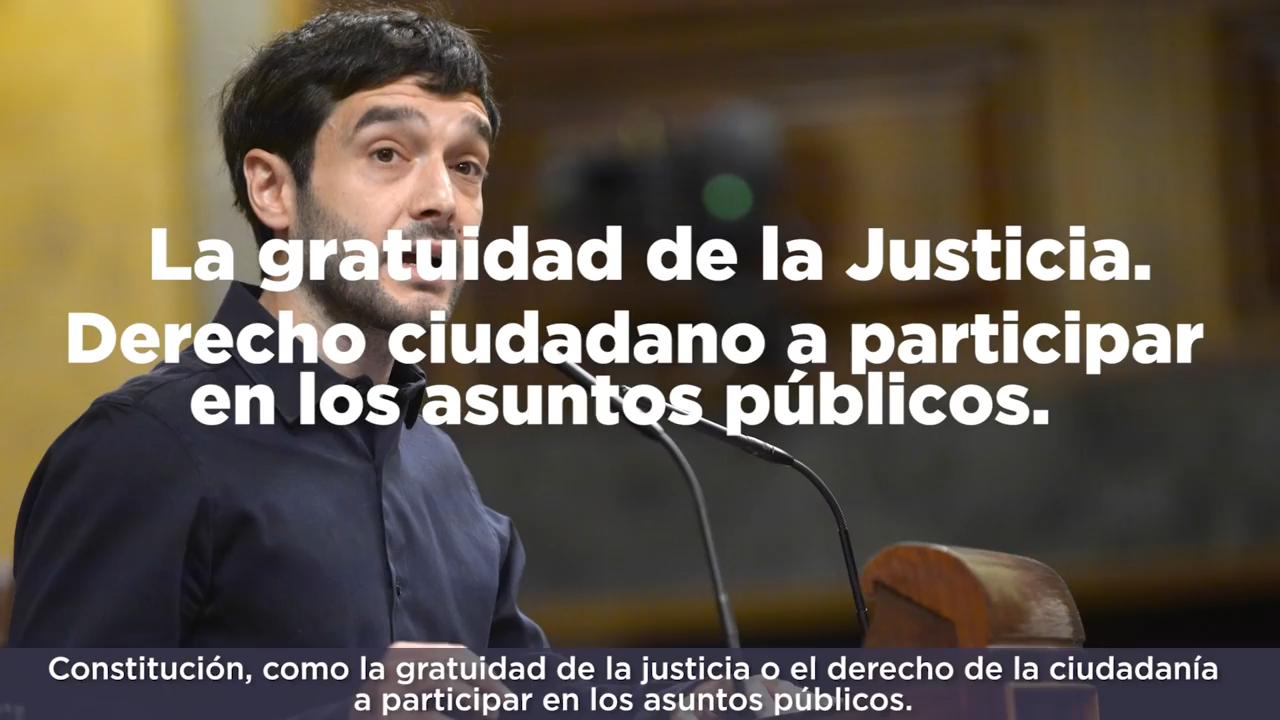 La gratuidad de la Justicia.
Derecho ciudadano a participar
en los asuntos públicos.
Constitución, como la gratuidad de la justicia o el derecho de la ciudadanía
a participar en los asuntos públicos.